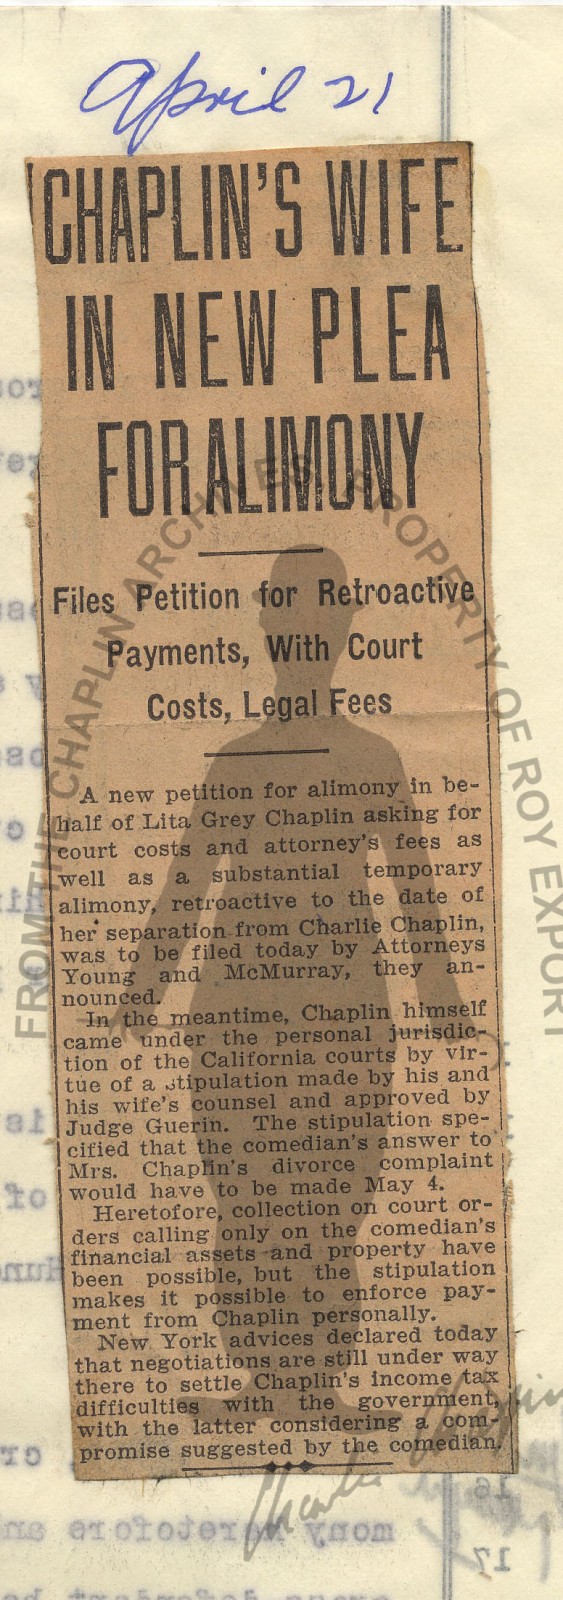 April 21
CHAPLIN'S WIFE
IN NEW PLEA
FOR ALIMONY
Files Petition for Retroactive
Payments, With Court
Costs, Legal Fees
A new petition for alimony in be-
half of Lita Grey Chaplin asking for
court costs and attorney's fees as
well as a substantial temporary
alimony, retroactive to the date of
her separation from Charlie Chaplin,
was to be filed today by Attorneys
Young and McMurray, they an-
nounced.
In the meantime, Chaplin himself
came under the personal jurisdic-
tion of the California courts by vir-
tue of a stipulation made by his and
his wife's counsel and approved by
Judge Guerin. The stipulation spe-
cified that the comedian's answer to
Mrs. Chaplin's divorce complaint
would have to be made May 4.
Heretofore, collection on court or-
ders calling only on the comedian's
financial assets and property have
been possible, but the stipulation
makes it possible to enforce pay-
ment from Chaplin personally.
New York advices declared today
that negotiations are still under way
there to settle Chaplin's income tax
difficulties with the government,
with the latter considering a com-
promise suggested by the comedian.
FROM THE CHAPLIN ARCHIVES, PROPERTY OF ROY EXPORT
Charlie Chaplin
16
mony heretofore and
17